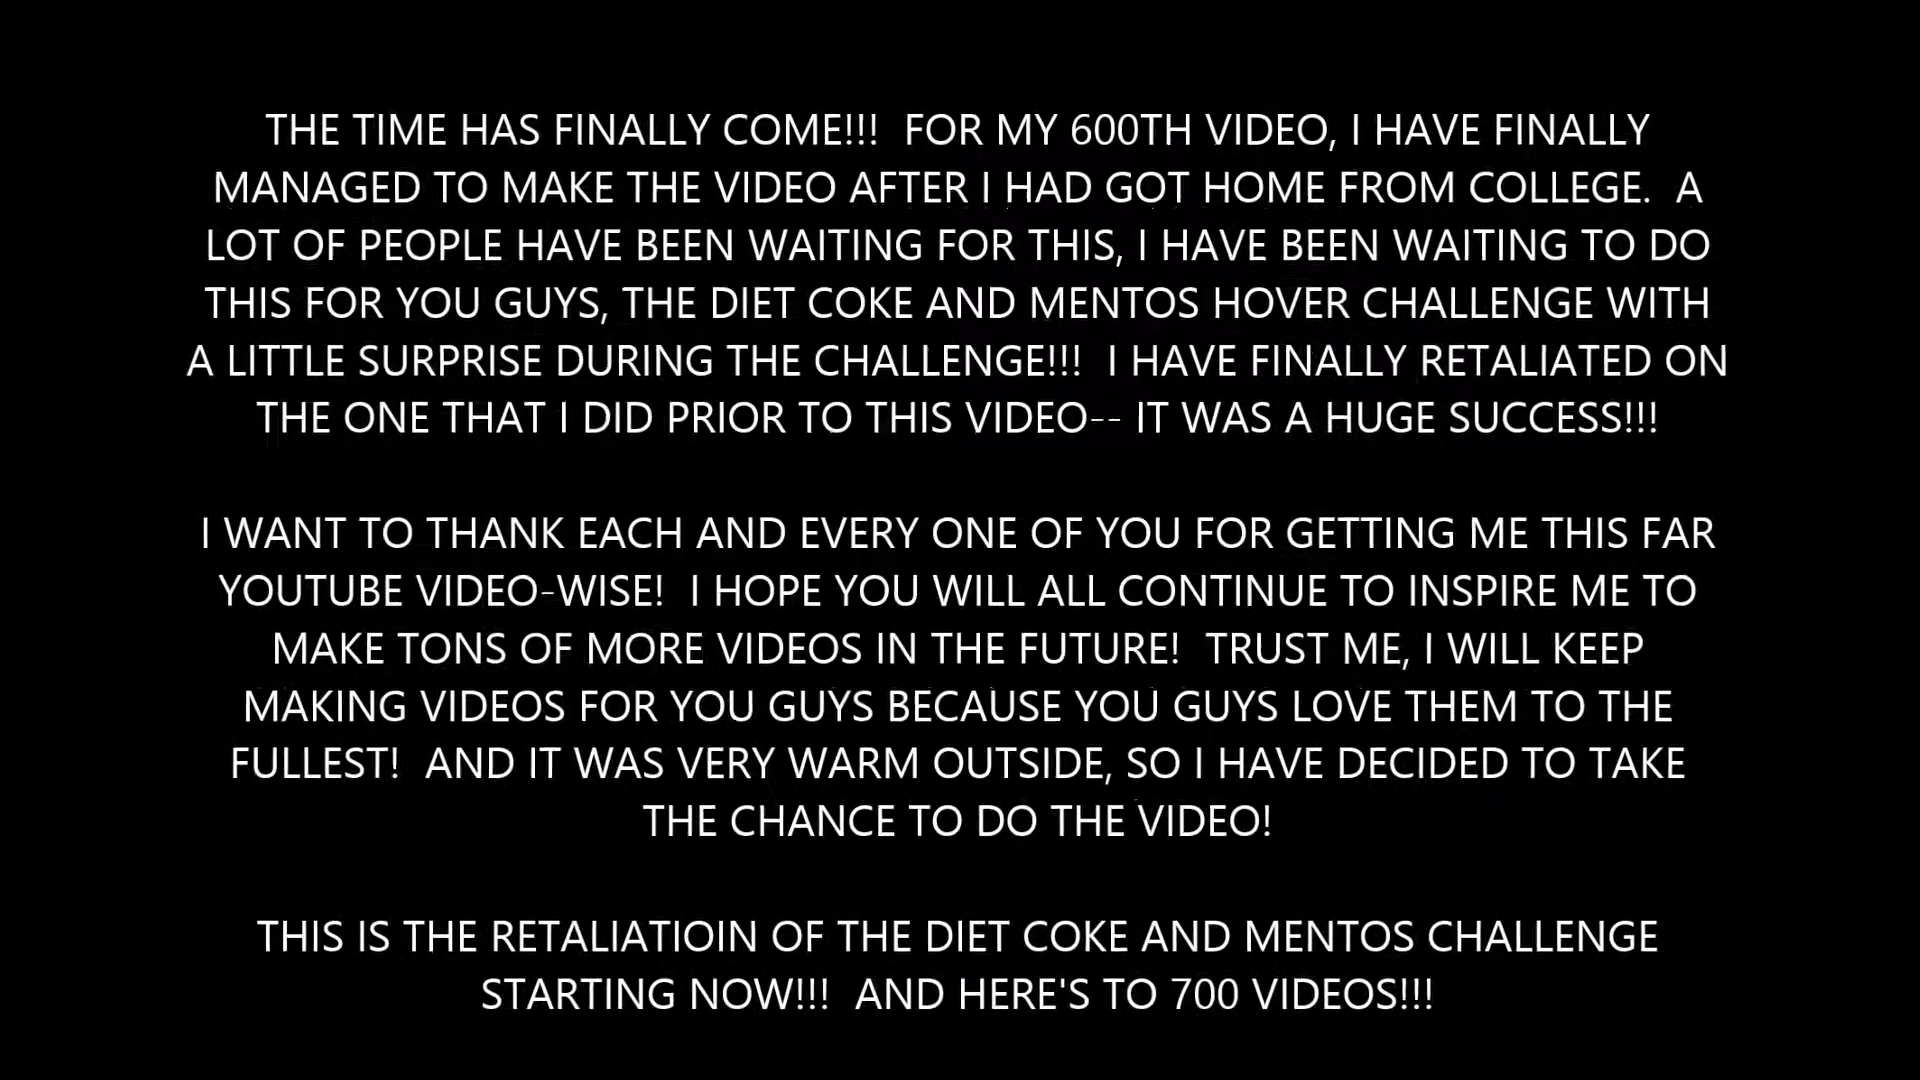 THE TIME HAS FINALLY COME!!!  FOR MY 600TH VIDEO, I HAVE FINALLY
MANAGED TO MAKE THE VIDEO AFTER I HAD GOT HOME FROM COLLEGE.  A
LOT OF PEOPLE HAVE BEEN WAITING FOR THIS, I HAVE BEEN WAITING TO DO
THIS FOR YOU GUYS, THE DIET COKE AND MENTOS HOVER CHALLENGE WITH
A LITTLE SURPRISE DURING THE CHALLENGE!!!  I HAVE FINALLY RETALIATED ON
THE ONE THAT I DID PRIOR TO THIS VIDEO-- IT WAS A HUGE SUCCESS!!!
I WANT TO THANK EACH AND EVERY ONE OF YOU FOR GETTING ME THIS FAR
YOUTUBE VIDEO-WISE!  I HOPE YOU WILL ALL CONTINUE TO INSPIRE ME TO
MAKE TONS OF MORE VIDEOS IN THE FUTURE!  TRUST ME, I WILL KEEP
MAKING VIDEOS FOR YOU GUYS BECAUSE YOU GUYS LOVE THEM TO THE
FULLEST!  AND IT WAS VERY WARM OUTSIDE, SO I HAVE DECIDED TO TAKE
THE CHANCE TO DO THE VIDEO!
THIS IS THE RETALIATIOIN OF THE DIET COKE AND MENTOS CHALLENGE
STARTING NOW!!!  AND HERE'S TO 700 VIDEOS!!!